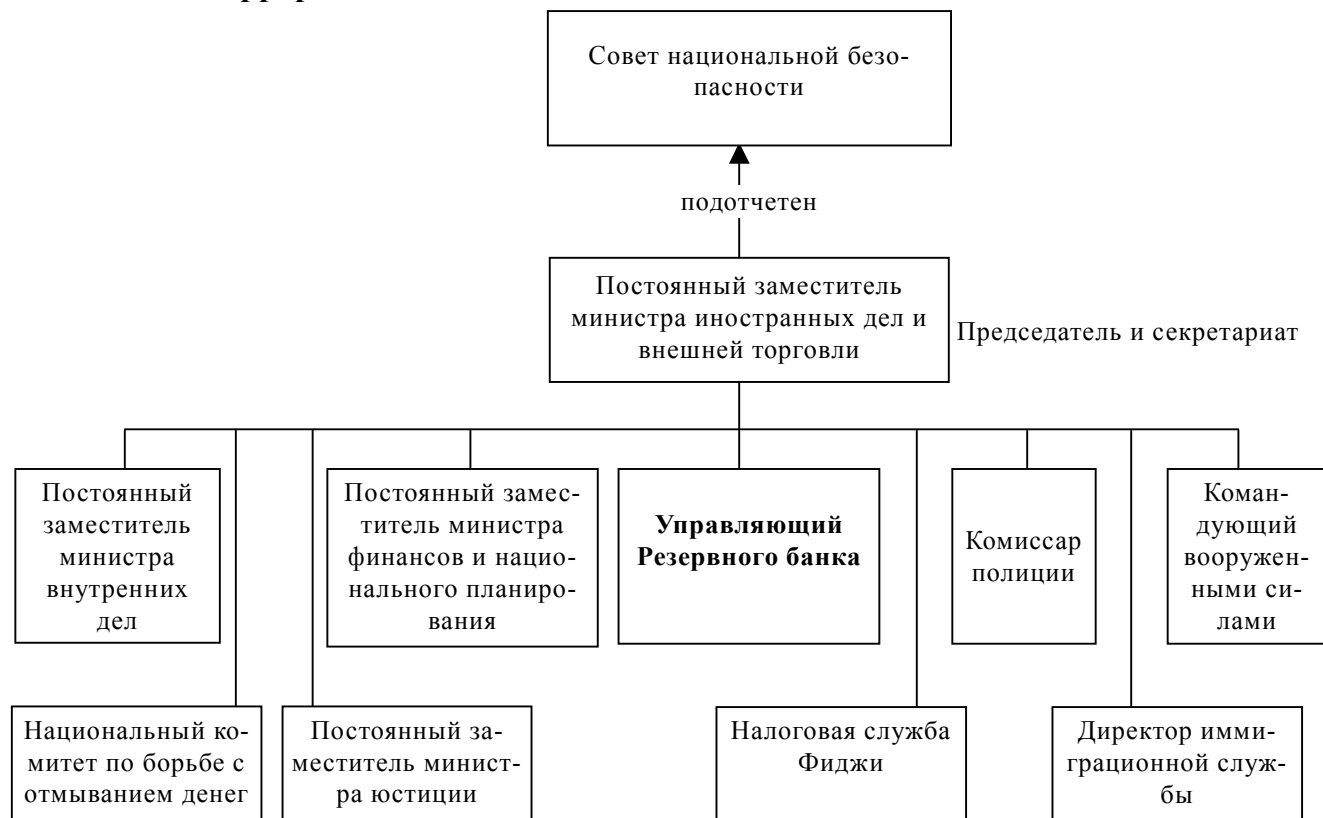 Совет национальной безо-
пасности
подотчетен
Постоянный заместитель
министра иностранных дел и
внешней торговли
Председатель и секретариат
Постоянный
заместитель
министра
внутренних
дел
Постоянный замес-
титель министра
финансов и нацио-
нального планиро-
вания
Управляющий
Резервного банка
Комиссар
полиции
Коман-
дующий
вооружен-
ными си-
лами
Национальный ко-
митет по борьбе с
отмыванием денег
Постоянный за-
меститель минист-
ра юстиции
Налоговая служба
Фиджи
Директор имми-
грационной служ-
бы